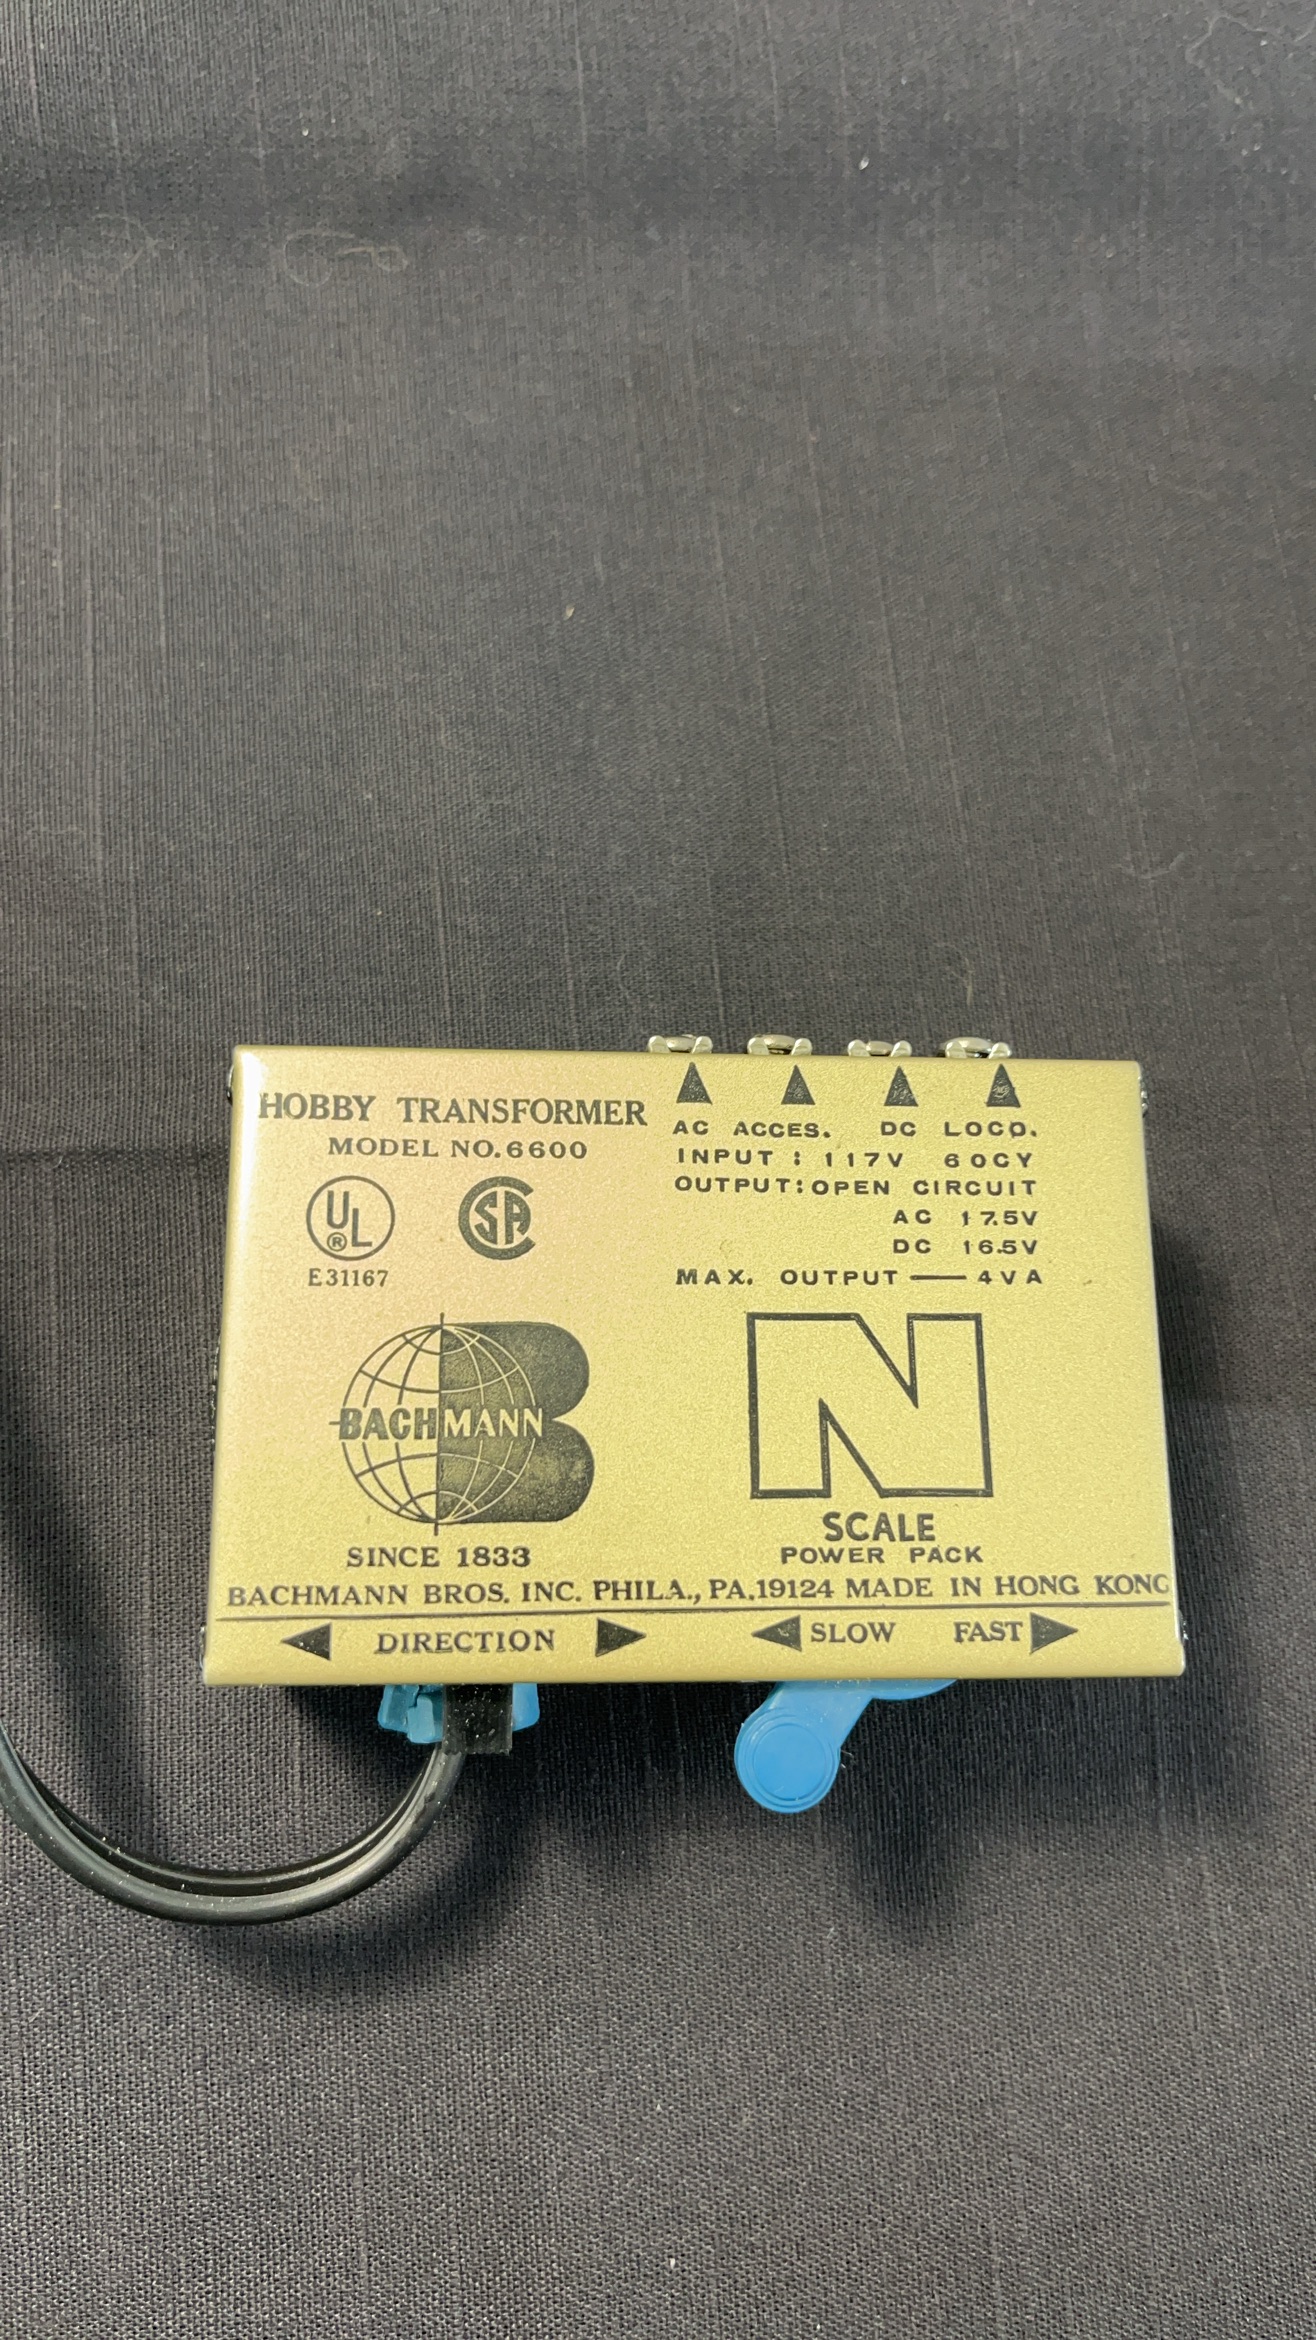 HOBBY TRANSFORMER
MODEL NO.6600
UL
®
E31167
SA
AC ACCES. DC LOCO.
INPUT : 117V 60CY
OUTPUT:OPEN CIRCUIT
AC 17.5V
DC 16.5V
MAX. OUTPUT — 4VA
BACHMANN
SINCE 1833
N
SCALE
POWER PACK
BACHMANN BROS. INC. PHILA., PA.19124 MADE IN HONG KONG
DIRECTION
SLOW FAST